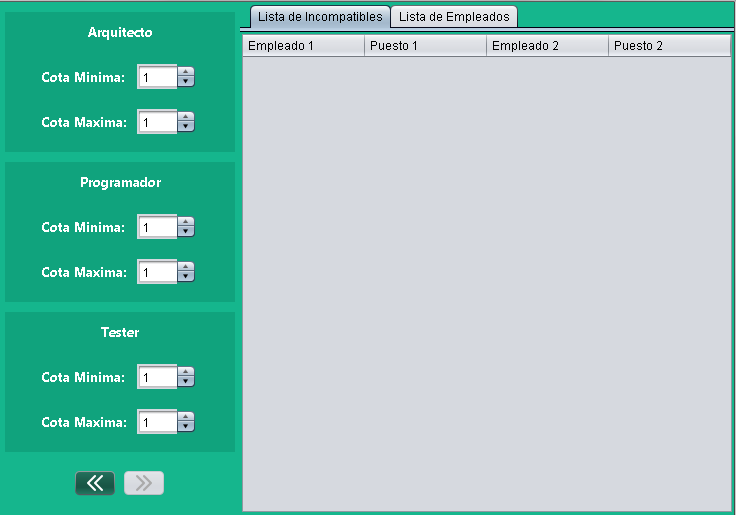 Arquitecto
Cota Minima: 1
Cota Maxima: 1
Programador
Cota Minima: 1
Cota Maxima: 1
Tester
Cota Minima: 1
Cota Maxima: 1
Lista de Incompatibles Lista de Empleados
Empleado 1 Puesto 1 Empleado 2 Puesto 2